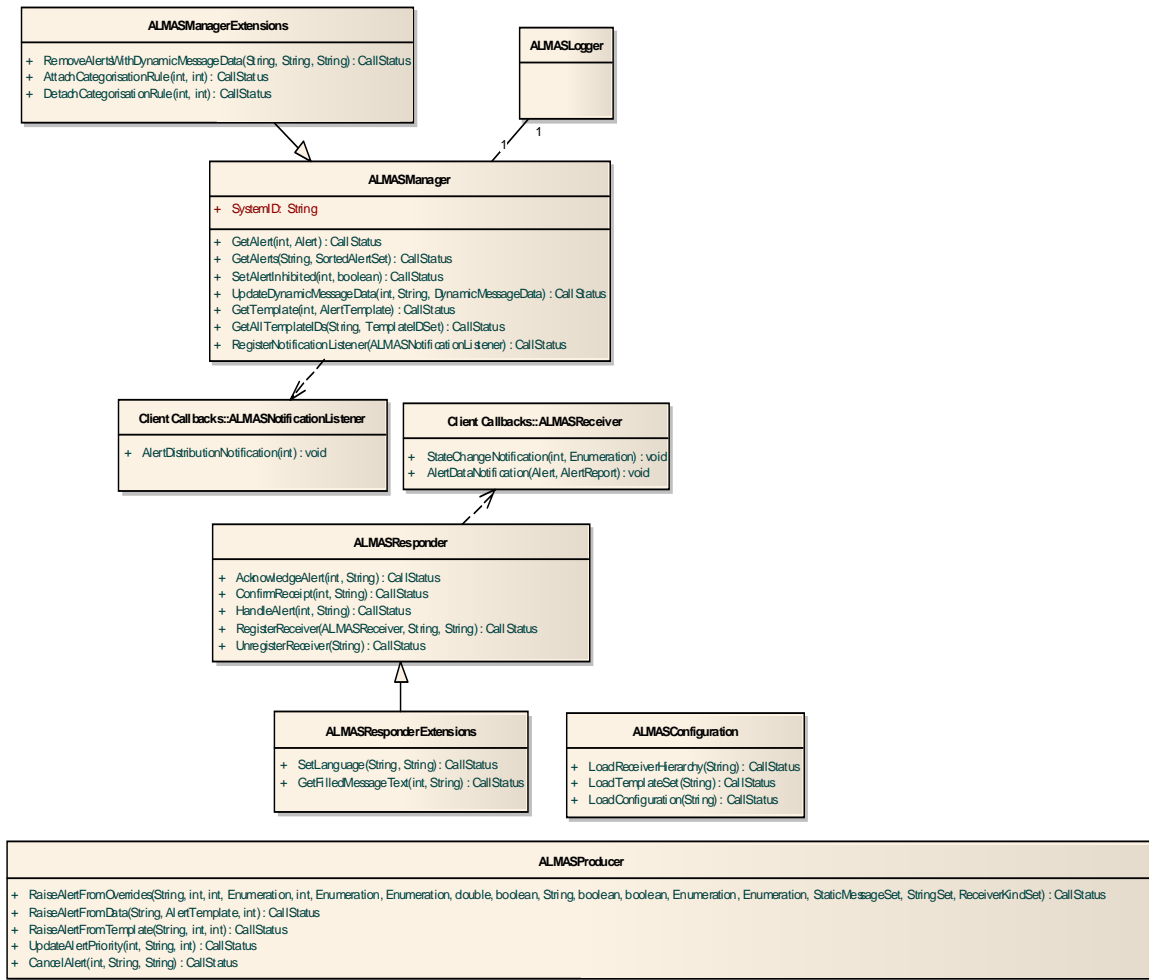 ALMASManagerExtensions
+ RemoveAlertsWithDynamicMessageData(String, String, String) : CallStatus
+ AttachCategorisationRule(int, int) : CallStatus
+ DetachCategorisationRule(int, int) : CallStatus
ALMASLogger
1
1
ALMASManager
+ SystemID: String
+ GetAlert(int, Alert) : CallStatus
+ GetAlerts(String, SortedAlertSet) : CallStatus
+ SetAlertInhibited(int, boolean) : CallStatus
+ UpdateDynamicMessageData(int, String, DynamicMessageData) : CallStatus
+ GetTemplate(int, AlertTemplate) : CallStatus
+ GetAllTemplateIDs(String, TemplateIDSet) : CallStatus
+ RegisterNotificationListener(ALMASNotificationListener) : CallStatus
Client Callbacks::ALMASNotificationListener
+ AlertDistributionNotification(int) : void
Client Callbacks::ALMASReceiver
+ StateChangeNotification(int, Enumeration) : void
+ AlertDataNotification(Alert, AlertReport) : void
ALMASResponder
+ AcknowledgeAlert(int, String) : CallStatus
+ ConfirmReceipt(int, String) : CallStatus
+ HandleAlert(int, String) : CallStatus
+ RegisterReceiver(ALMASReceiver, String, String) : CallStatus
+ UnregisterReceiver(String) : CallStatus
ALMASResponderExtensions
+ SetLanguage(String, String) : CallStatus
+ GetFilledMessageText(int, String) : CallStatus
ALMASConfiguration
+ LoadReceiverHierarchy(String) : CallStatus
+ LoadTemplateSet(String) : CallStatus
+ LoadConfiguration(String) : CallStatus
ALMASProducer
+ RaiseAlertFromOverrides(String, int, int, Enumeration, int, Enumeration, Enumeration, double, boolean, String, boolean, boolean, Enumeration, Enumeration, StaticMessageSet, StringSet, ReceiverKindSet) : CallStatus
+ RaiseAlertFromData(String, AlertTemplate, int) : CallStatus
+ RaiseAlertFromTemplate(String, int, int) : CallStatus
+ UpdateAlertPriority(int, String, int) : CallStatus
+ CancelAlert(int, String, String) : CallStatus